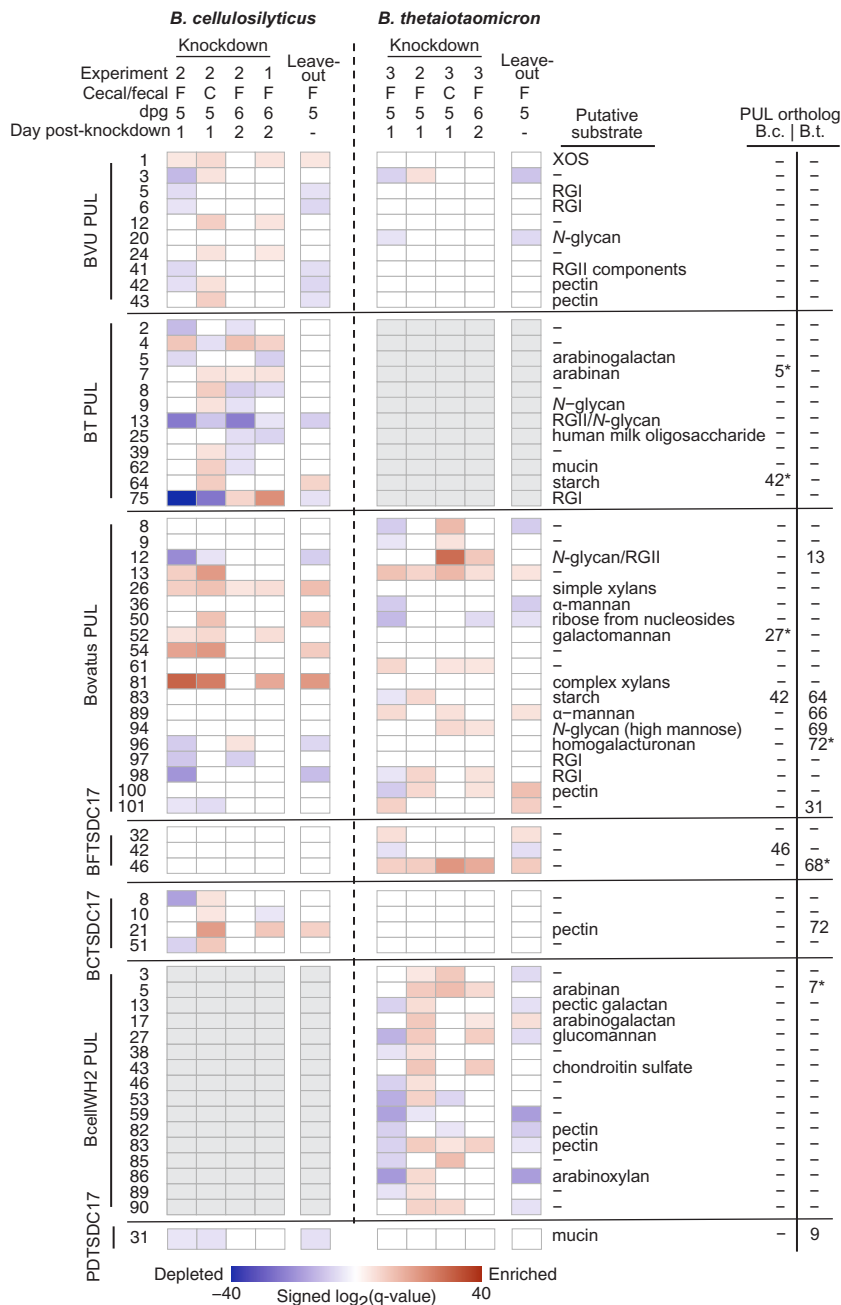 B. cellulosilyticus B. thetaiotaomicron
Knockdown Leave-out Knockdown Leave-out
Experiment 2 2 2 1 3 2 3 3
Cecal/fecal F C F F F F F C F F
dpg 5 5 6 6 5 5 5 5 6 5
Day post-knockdown 1 1 2 2 - 1 1 1 2 -
Putative substrate
PUL ortholog
B.c. | B.t.
BVU PUL
1 XOS – –
3 – – –
5 RGI – –
6 RGI – –
12 – – –
20 N-glycan – –
24 – – –
41 RGII components – –
42 pectin – –
43 pectin – –
BT PUL
2 – – –
4 – – –
5 arabinogalactan – –
7 arabinan 5* –
8 – – –
9 N−glycan – –
13 RGII/N-glycan – –
25 human milk oligosaccharide – –
39 – – –
62 mucin – –
64 starch 42* –
75 RGI – –
Bovatus PUL
8 – – –
9 – – –
12 N-glycan/RGII – 13
13 – – –
26 simple xylans – –
36 α-mannan – –
50 ribose from nucleosides – –
52 galactomannan 27* –
54 – – –
61 – – –
81 complex xylans – –
83 starch 42 64
89 α−mannan – 66
94 N-glycan (high mannose) – 69
96 homogalacturonan – 72*
97 RGI – –
98 RGI – –
100 pectin – –
101 – – 31
BFTSDC17
32 – – –
42 – 46 –
46 – – 68*
BCTSDC17
8 – – –
10 – – –
21 pectin – 72
51 – – –
BcellWH2 PUL
3 – – –
5 arabinan – 7*
13 pectic galactan – –
17 arabinogalactan – –
27 glucomannan – –
38 – – –
43 chondroitin sulfate – –
46 – – –
53 – – –
59 – – –
82 pectin – –
83 pectin – –
85 – – –
86 arabinoxylan – –
89 – – –
90 – – –
PDTSDC17
31 mucin – 9
Depleted Enriched
−40 Signed log2(q-value) 40